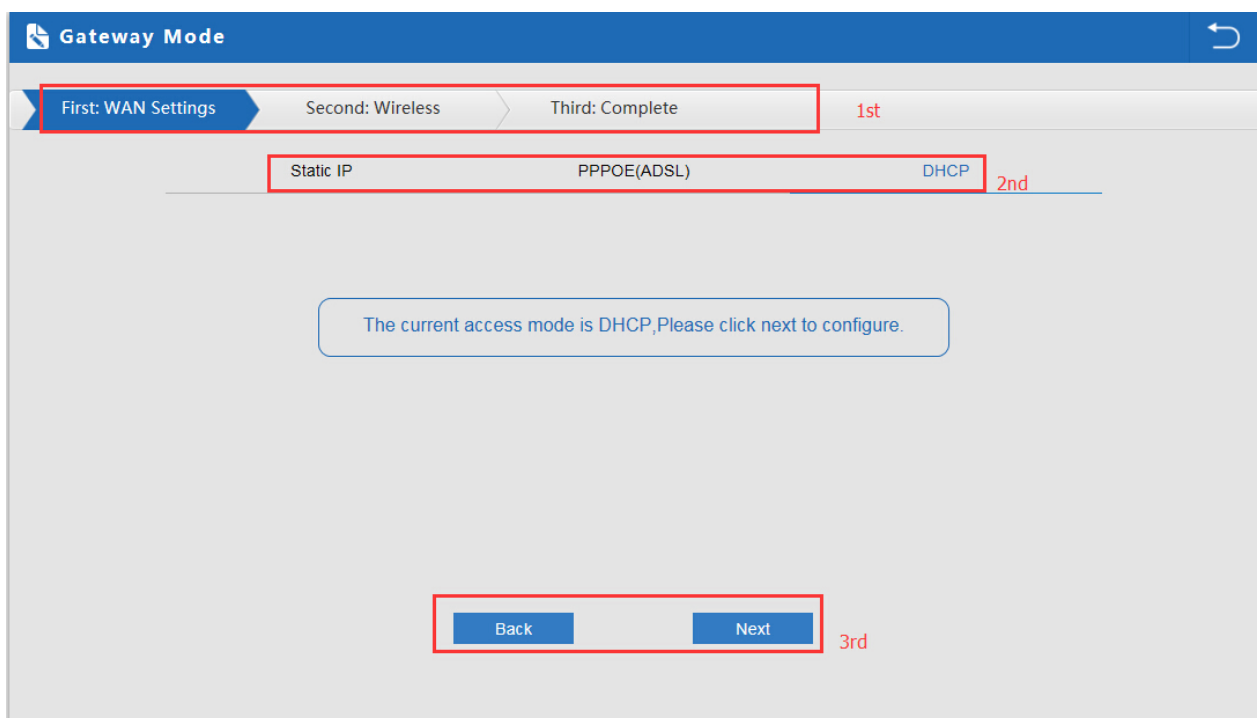 Gateway Mode
First: WAN Settings Second: Wireless Third: Complete 1st
Static IP PPPOE(ADSL) DHCP 2nd
The current access mode is DHCP,Please click next to configure.
Back Next 3rd